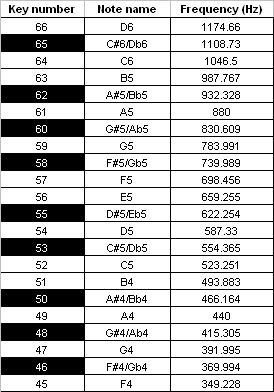 Key number Note name Frequency (Hz)
66 D6 1174.66
65 C#6/Db6 1108.73
64 C6 1046.5
63 B5 987.767
62 A#5/Bb5 932.328
61 A5 880
60 G#5/Ab5 830.609
59 G5 783.991
58 F#5/Gb5 739.989
57 F5 698.456
56 E5 659.255
55 D#5/Eb5 622.254
54 D5 587.33
53 C#5/Db5 554.365
52 C5 523.251
51 B4 493.883
50 A#4/Bb4 466.164
49 A4 440
48 G#4/Ab4 415.305
47 G4 391.995
46 F#4/Gb4 369.994
45 F4 349.228